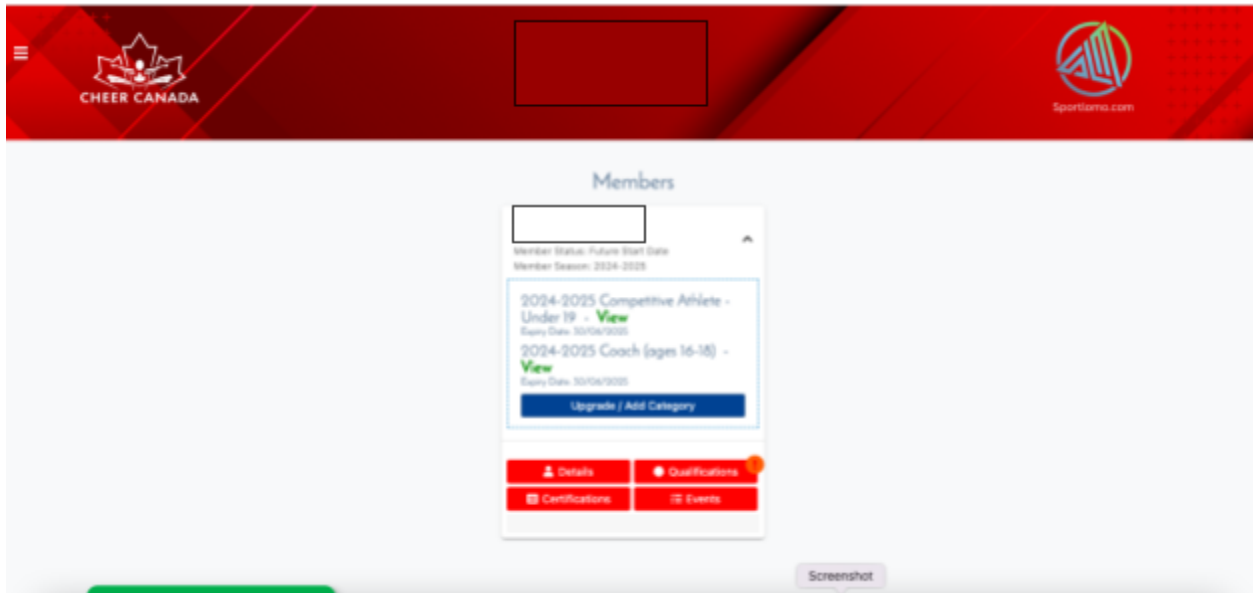 CHEER CANADA
Sportlomo.com
Members
Member Status: Future Start Date
Member Season: 2024-2025
2024-2025 Competitive Athlete -
Under 19 - View
Expiry Date: 30/06/2025
2024-2025 Coach (ages 16-18) -
View
Expiry Date: 30/06/2025
Upgrade / Add Category
Details
Qualifications
Certifications
Events
Screenshot